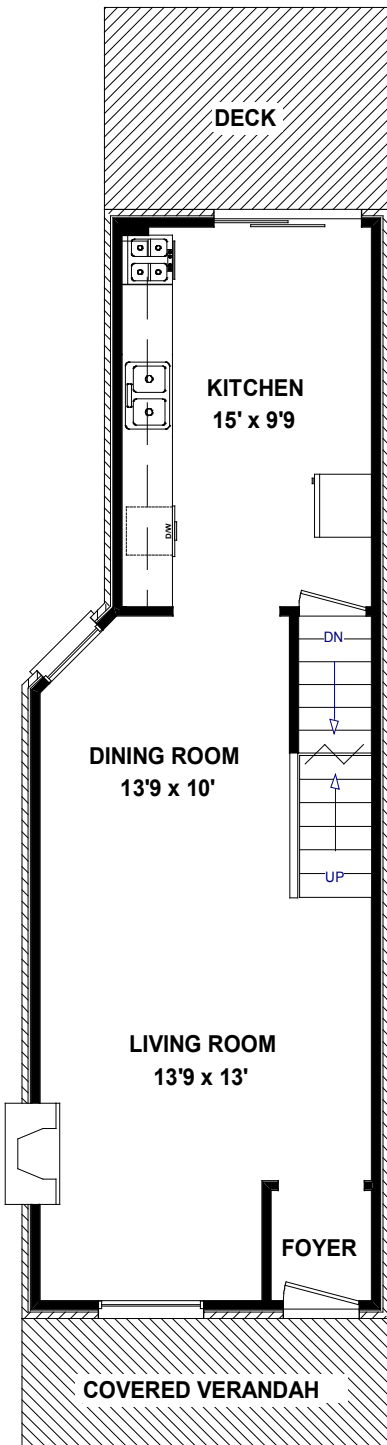 DECK
KITCHEN
15' x 9'9
D/W
DN
DINING ROOM
13'9 x 10'
UP
LIVING ROOM
13'9 x 13'
FOYER
COVERED VERANDAH